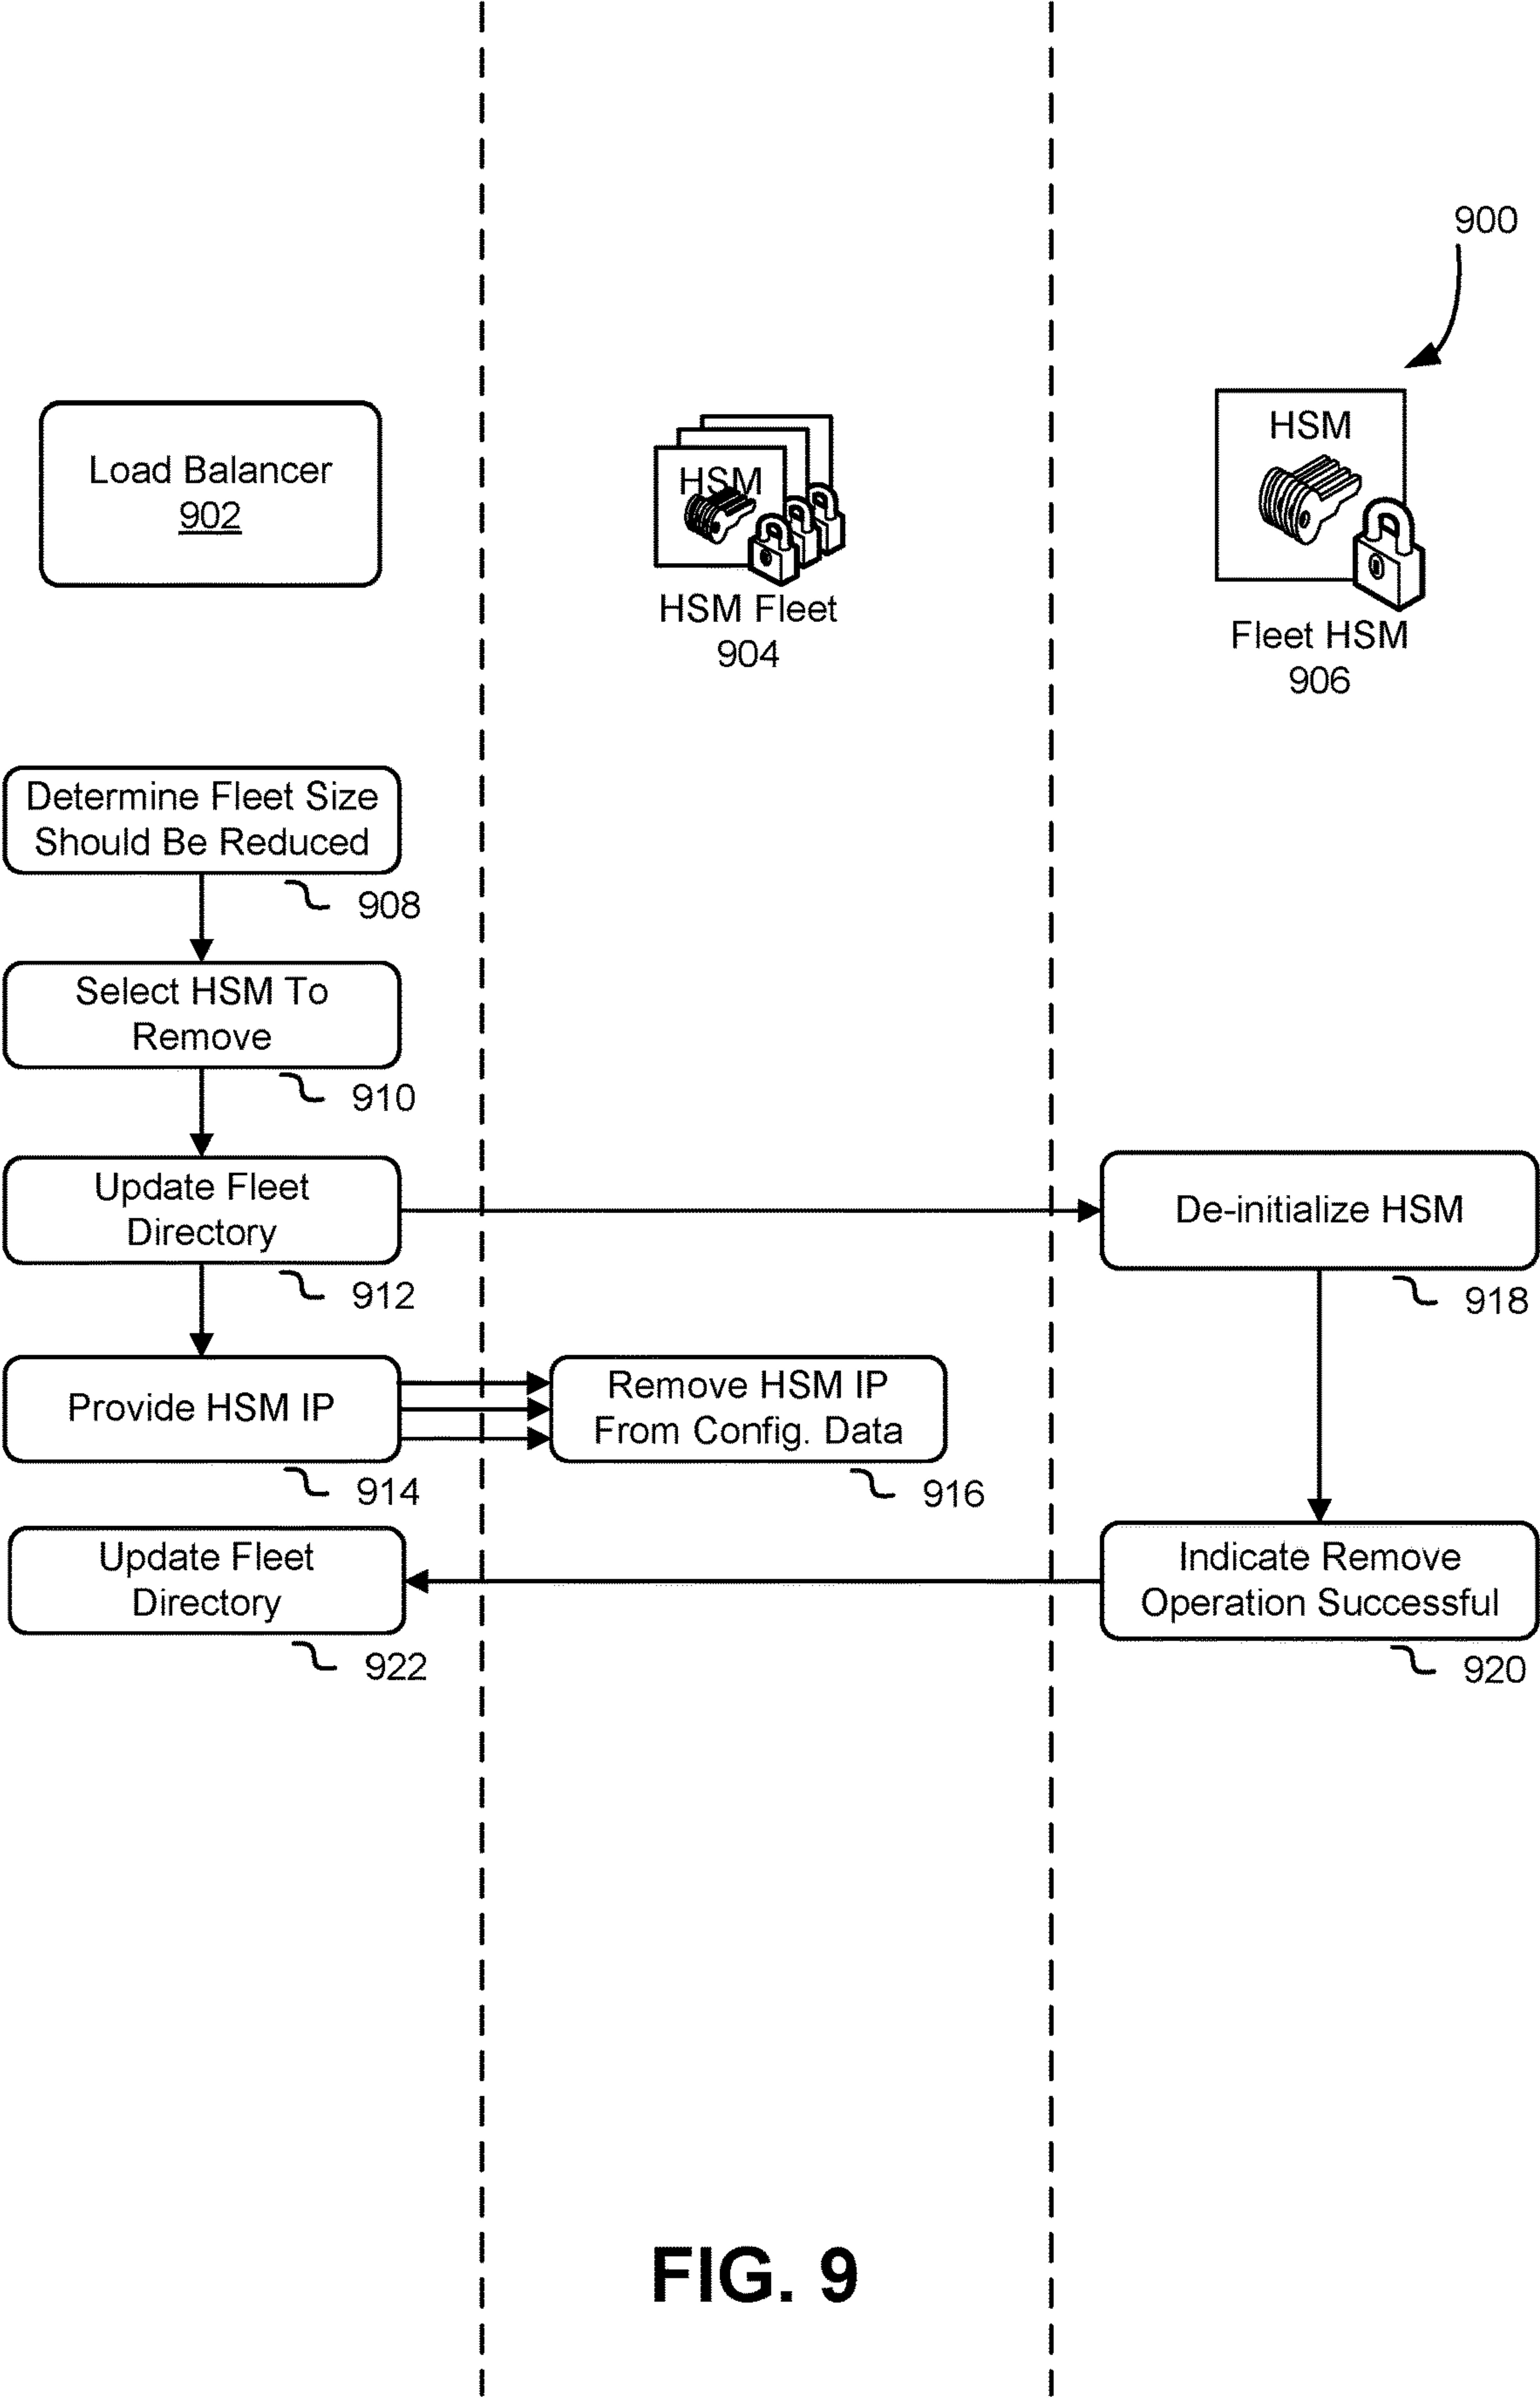 900
Load Balancer
902
HSM
HSM Fleet
904
HSM
Fleet HSM
906
Determine Fleet Size
Should Be Reduced
908
Select HSM To
Remove
910
Update Fleet
Directory
912
De-initialize HSM
918
Provide HSM IP
914
Remove HSM IP
From Config. Data
916
Update Fleet
Directory
922
Indicate Remove
Operation Successful
920
FIG. 9